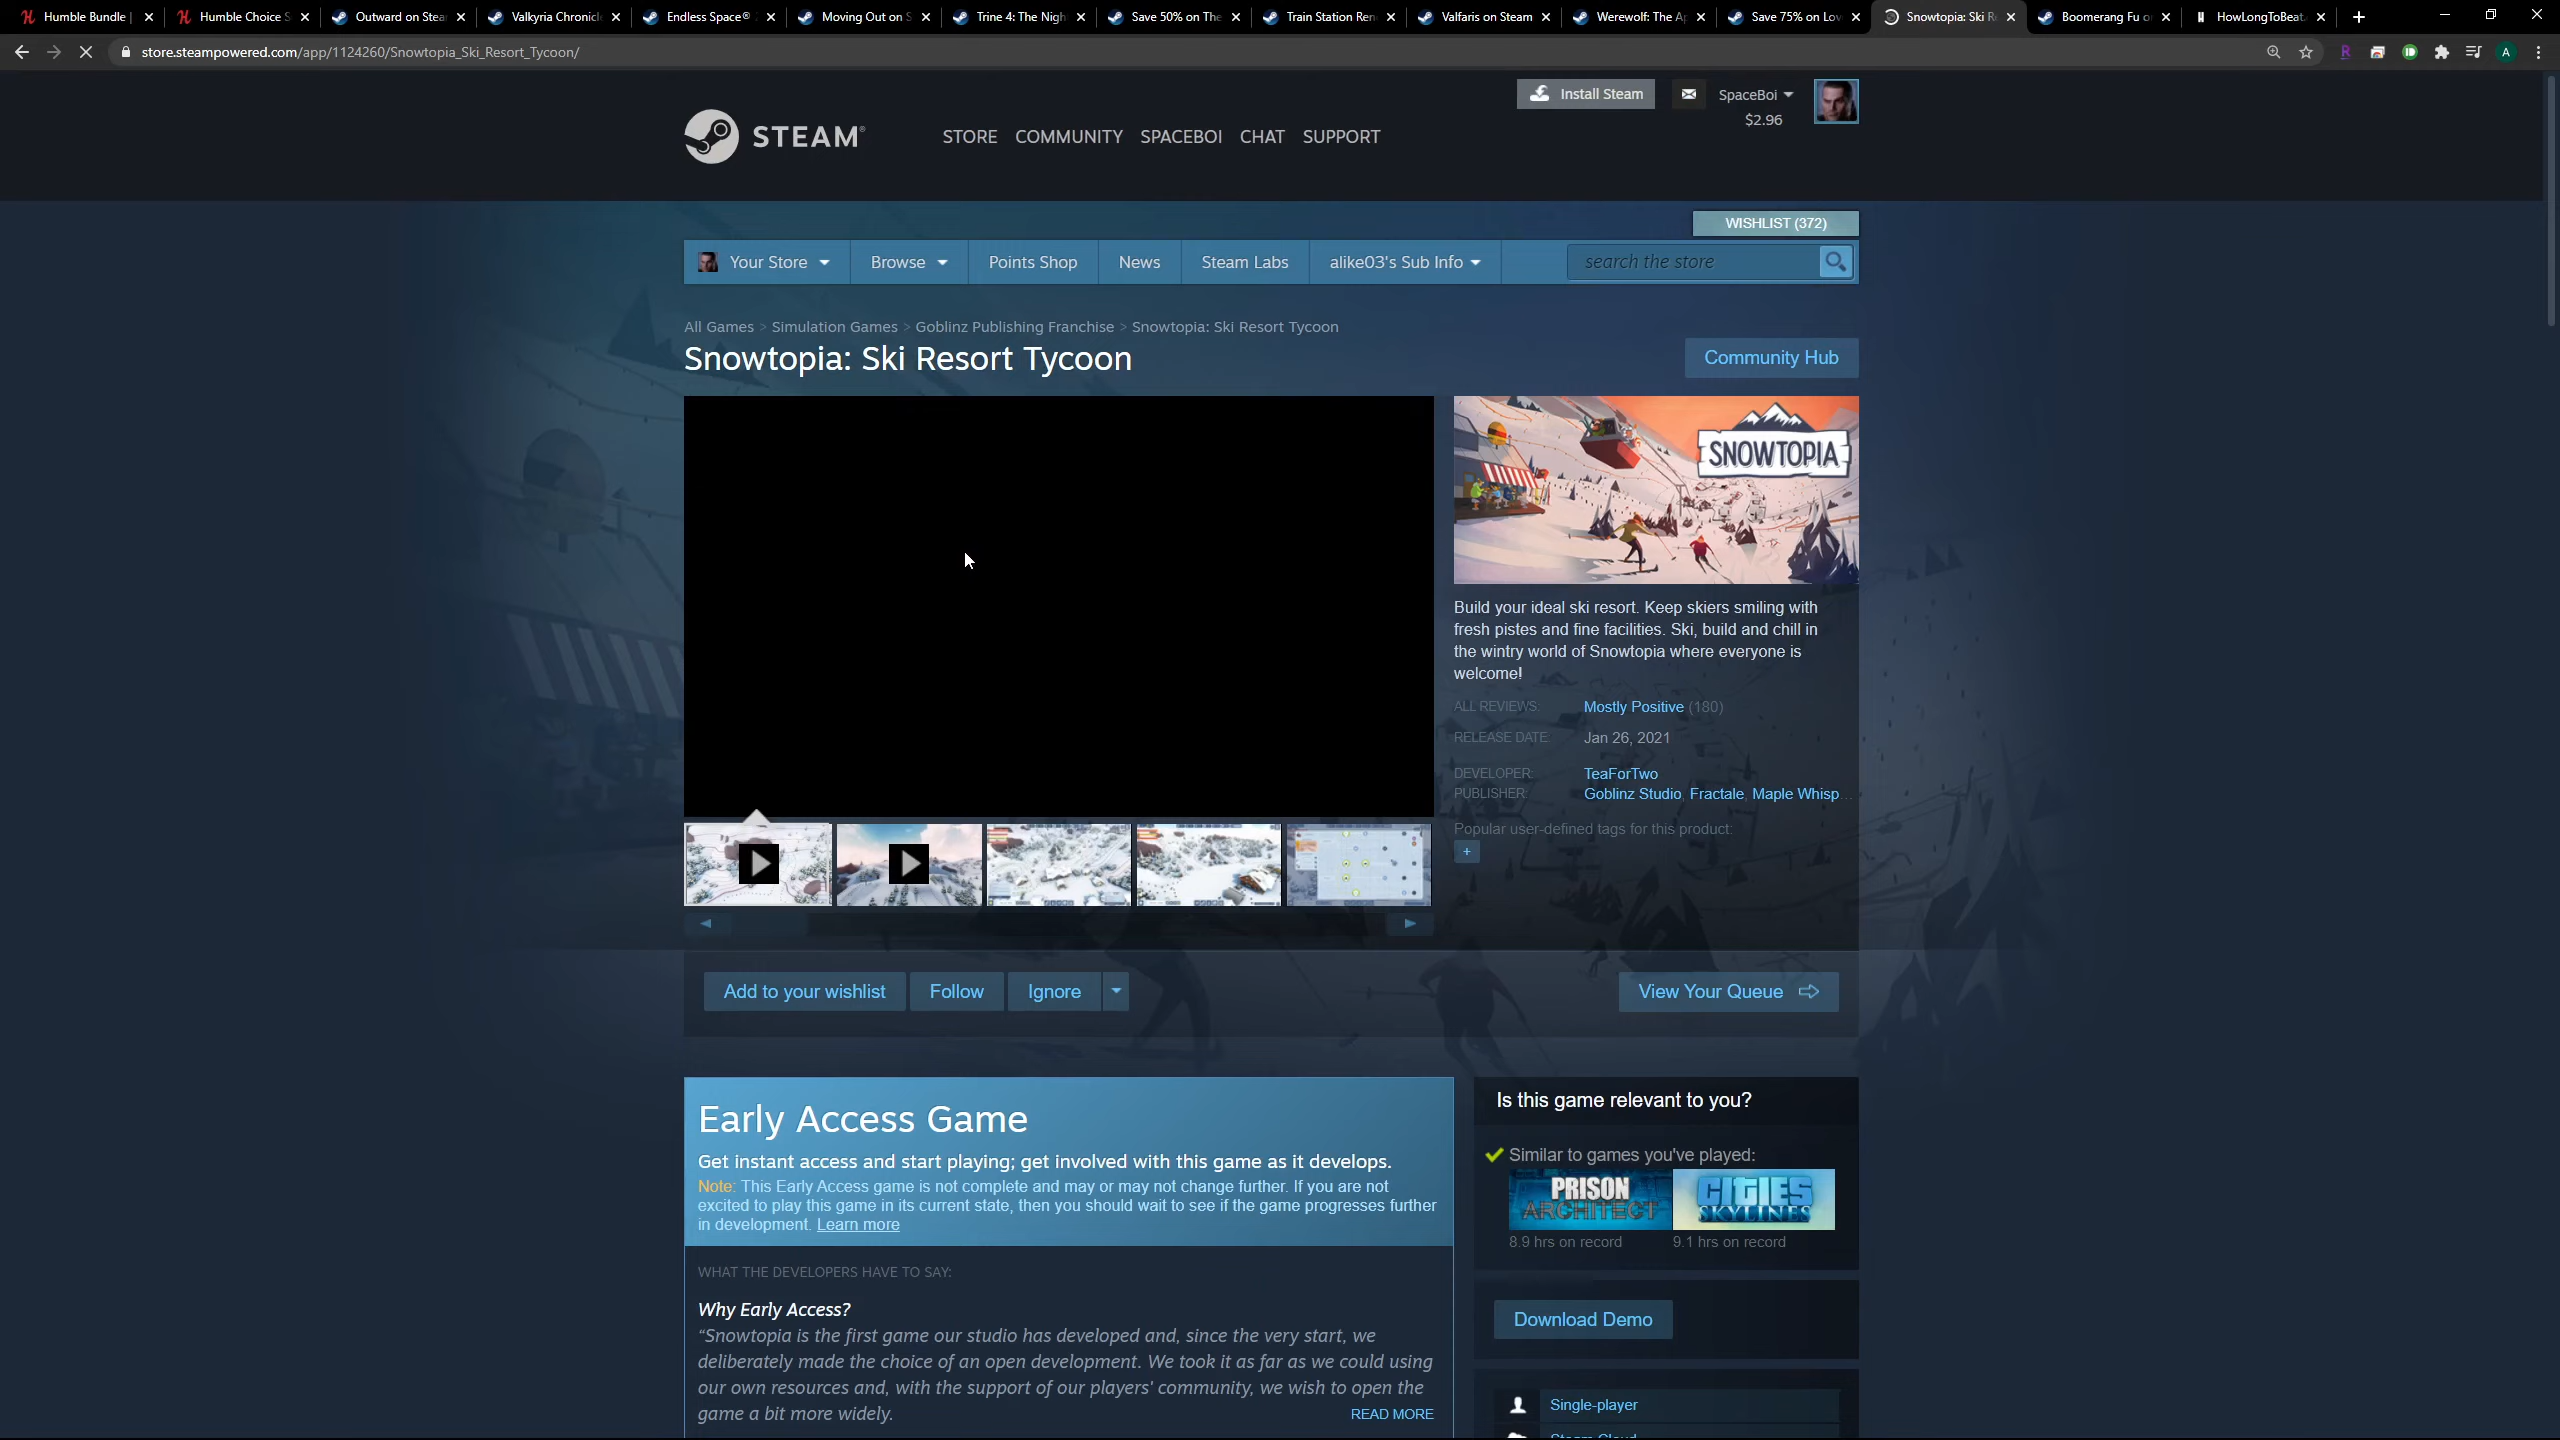 Humble Bundle |
Humble Choice S
Outward on Stea
Valkyria Chronicl
Endless Space®
Moving Out on S
Trine 4: The Nigh
Save 50% on The
Train Station Ren
Valfaris on Steam
Werewolf: The Ap
Save 75% on Lov
Snowtopia: Ski R
Boomerang Fu o
HowLongToBeat
store.steampowered.com/app/1124260/Snowtopia_Ski_Resort_Tycoon/
A
Install Steam
SpaceBoi
$2.96
STEAM®
STORE COMMUNITY SPACEBOI CHAT SUPPORT
WISHLIST (372)
Your Store Browse Points Shop News Steam Labs alike03's Sub Info search the store
All Games > Simulation Games > Goblinz Publishing Franchise > Snowtopia: Ski Resort Tycoon
Snowtopia: Ski Resort Tycoon
Community Hub
SNOWTOPIA
Build your ideal ski resort. Keep skiers smiling with
fresh pistes and fine facilities. Ski, build and chill in
the wintry world of Snowtopia where everyone is
welcome!
ALL REVIEWS: Mostly Positive (180)
RELEASE DATE: Jan 26, 2021
DEVELOPER: TeaForTwo
PUBLISHER: Goblinz Studio, Fractale, Maple Whisp...
Popular user-defined tags for this product:
+
Add to your wishlist Follow Ignore
View Your Queue
Early Access Game
Get instant access and start playing; get involved with this game as it develops.
Note: This Early Access game is not complete and may or may not change further. If you are not
excited to play this game in its current state, then you should wait to see if the game progresses further
in development. Learn more
WHAT THE DEVELOPERS HAVE TO SAY:
Why Early Access?
“Snowtopia is the first game our studio has developed and, since the very start, we
deliberately made the choice of an open development. We took it as far as we could using
our own resources and, with the support of our players' community, we wish to open the
game a bit more widely.
READ MORE
Is this game relevant to you?
Similar to games you've played:
PRISON
ARCHITECT
CITIES
SKYLINES
8.9 hrs on record
9.1 hrs on record
Download Demo
Single-player
Steam Cloud